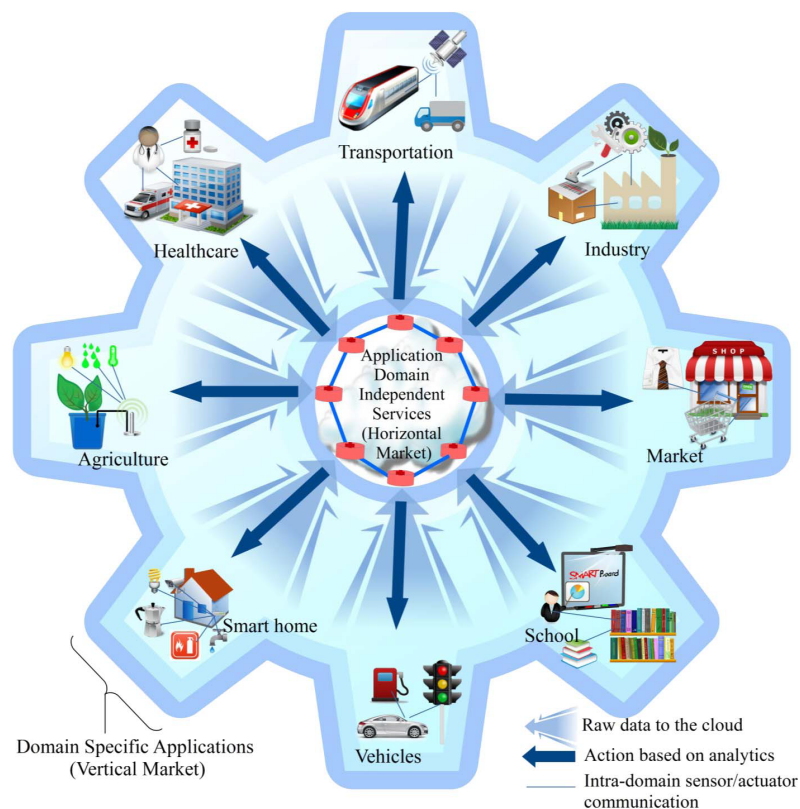 Transportation
Healthcare
Industry
Application
Domain
Independent
Services
(Horizontal
Market)
SHOP
Agriculture
Market
Smart home
SMART Board
School
Vehicles
Domain Specific Applications
(Vertical Market)
Raw data to the cloud
Action based on analytics
Intra-domain sensor/actuator
communication